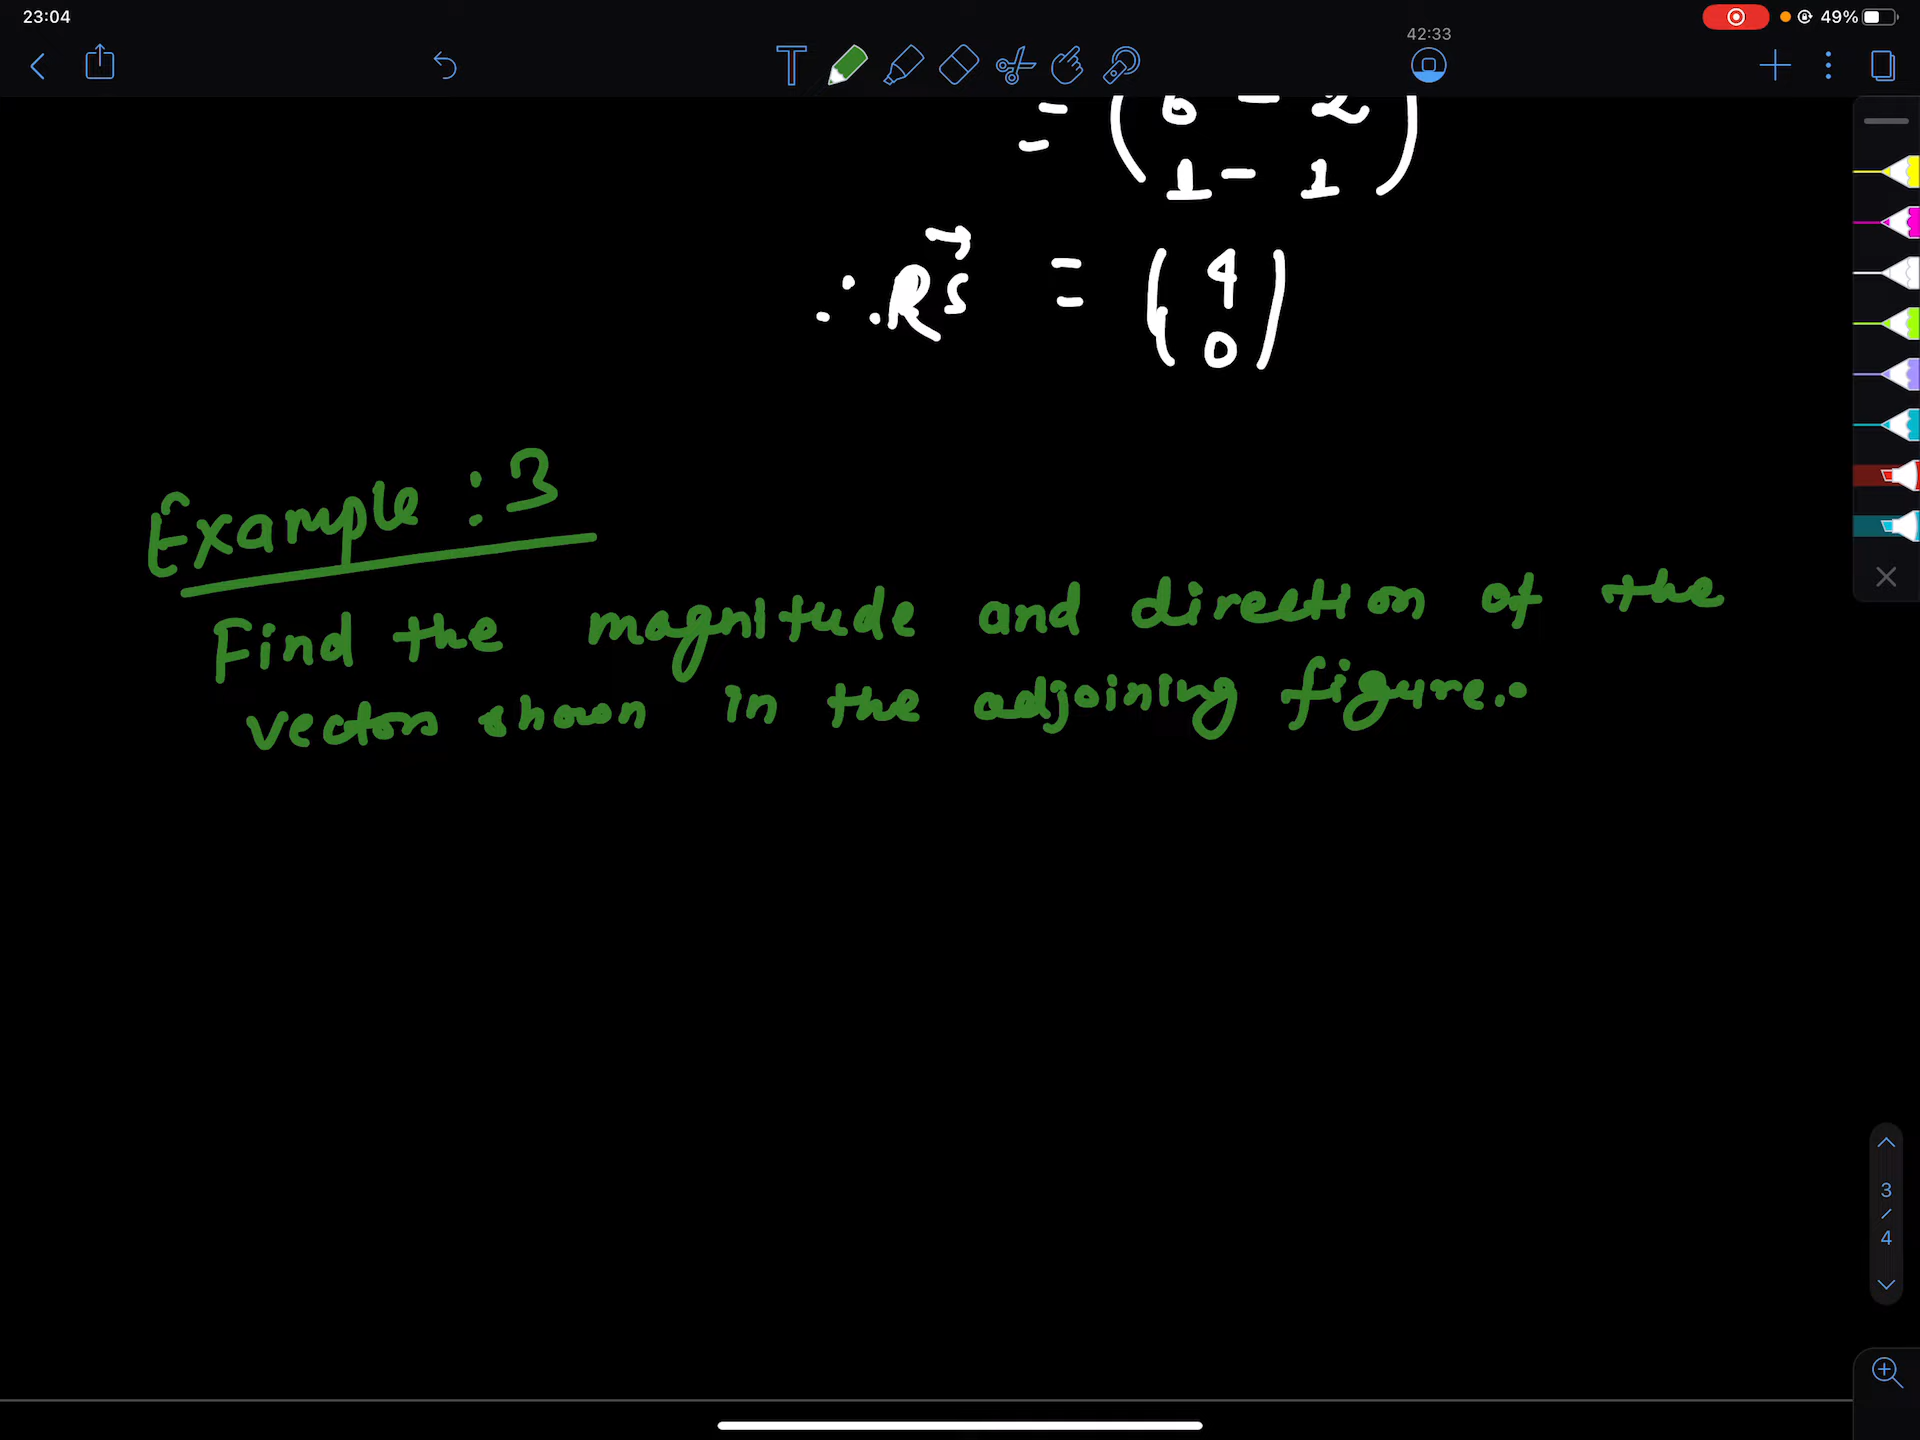 23:04
49%
42:33
= ( 6 - 2
1 - 1 )
∴ R⃗S = ( 4
0 )
Example : 3
Find the magnitude and direction of the
vectors shown in the adjoining figure.
3
/
4